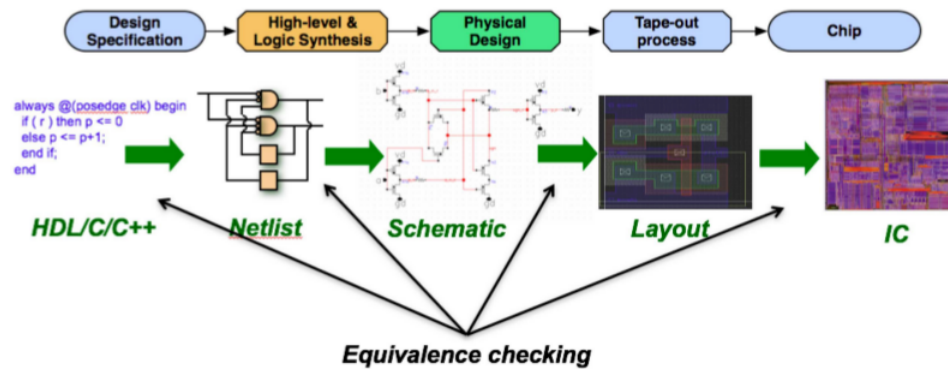 Design
Specification
High-level &
Logic Synthesis
Physical
Design
Tape-out
process
Chip
always @(posedge clk) begin
if ( r ) then p <= 0
else p <= p+1;
end if;
end
HDL/C/C++
Netlist
Schematic
Layout
IC
Equivalence checking